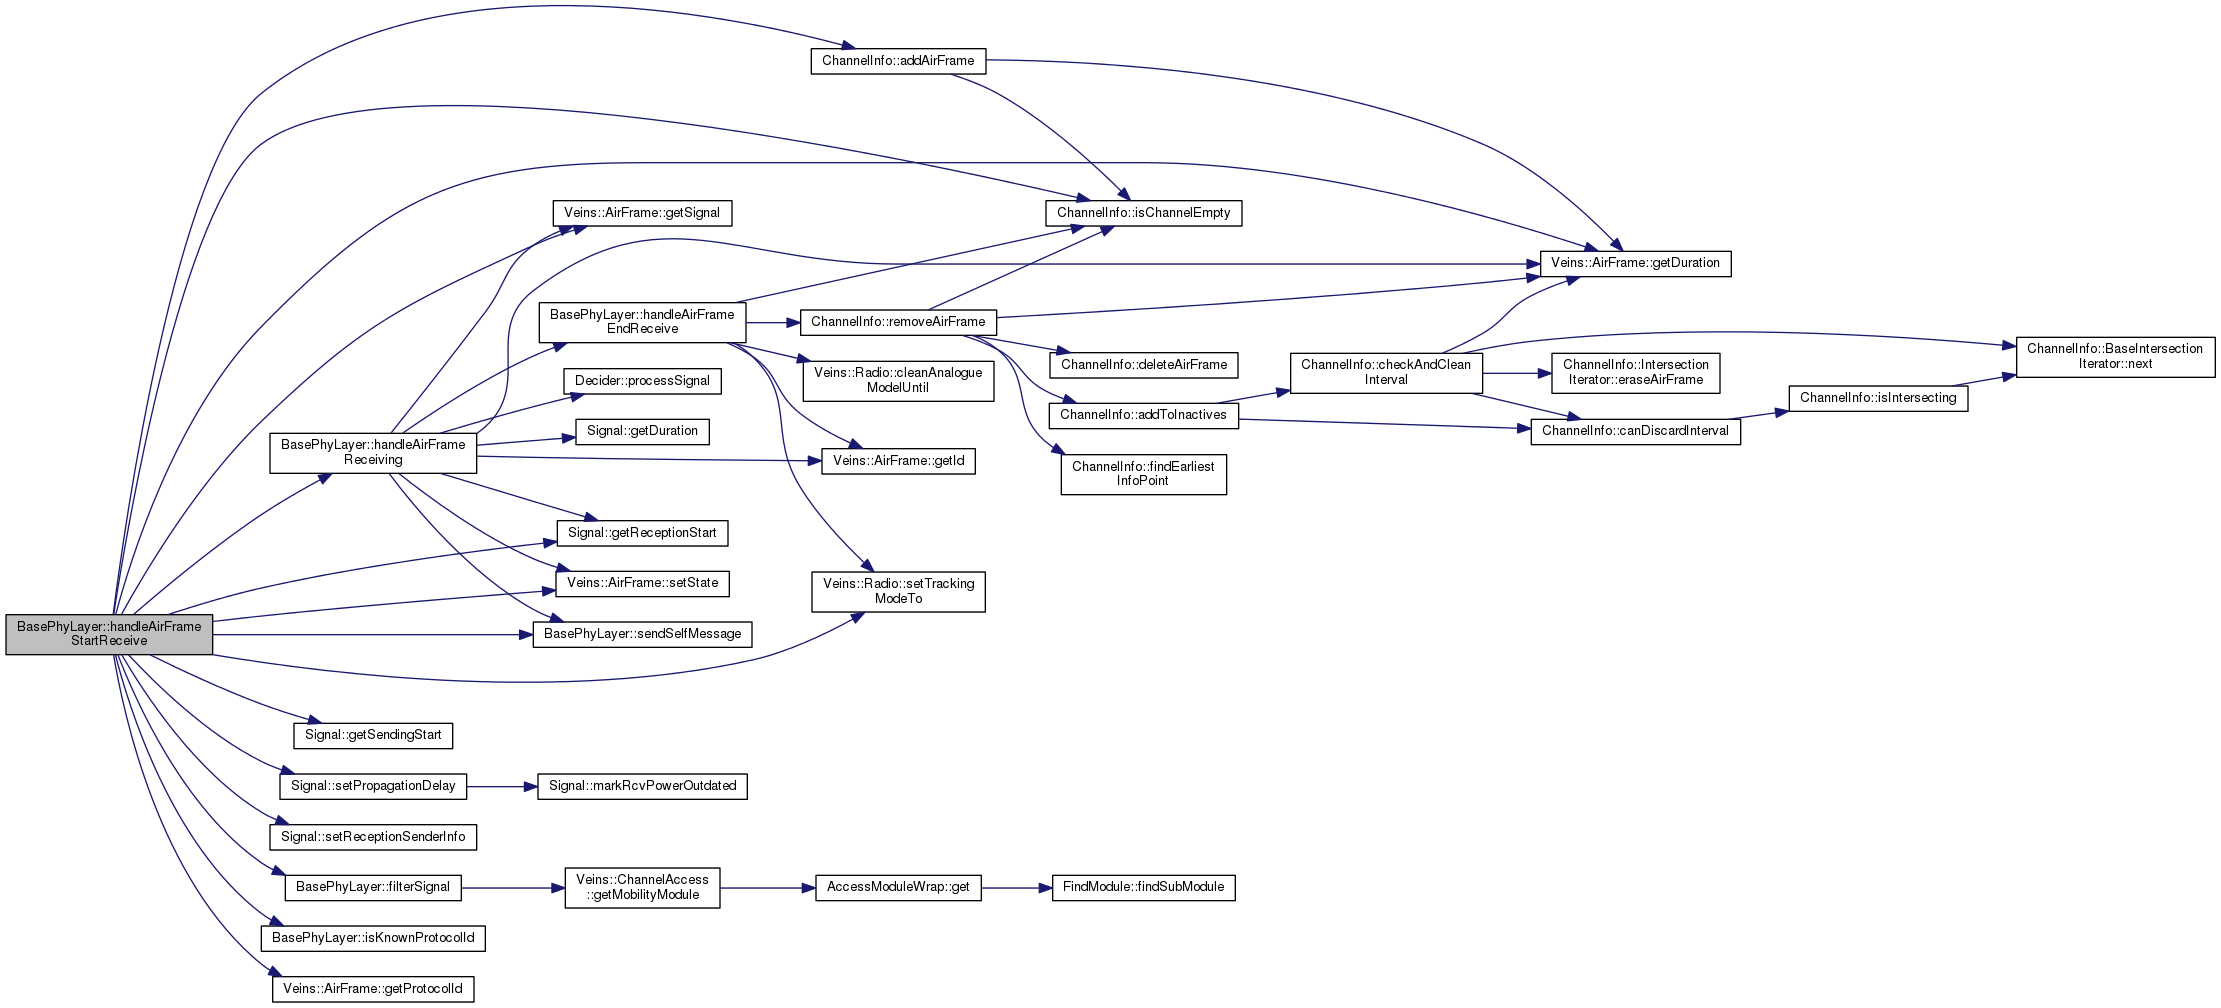 ChannelInfo::addAirFrame
Veins::AirFrame::getSignal
ChannelInfo::isChannelEmpty
Veins::AirFrame::getDuration
BasePhyLayer::handleAirFrame
EndReceive
ChannelInfo::removeAirFrame
ChannelInfo::BaseIntersection
Iterator::next
ChannelInfo::deleteAirFrame
ChannelInfo::checkAndClean
Interval
ChannelInfo::Intersection
Iterator::eraseAirFrame
Decider::processSignal
Veins::Radio::cleanAnalogue
ModelUntil
ChannelInfo::isIntersecting
ChannelInfo::addToInactives
Signal::getDuration
ChannelInfo::canDiscardInterval
BasePhyLayer::handleAirFrame
Receiving
Veins::AirFrame::getId
ChannelInfo::findEarliest
InfoPoint
Signal::getReceptionStart
Veins::AirFrame::setState
Veins::Radio::setTracking
ModeTo
BasePhyLayer::handleAirFrame
StartReceive
BasePhyLayer::sendSelfMessage
Signal::getSendingStart
Signal::setPropagationDelay
Signal::markRcvPowerOutdated
Signal::setReceptionSenderInfo
BasePhyLayer::filterSignal
Veins::ChannelAccess
::getMobilityModule
AccessModuleWrap::get
FindModule::findSubModule
BasePhyLayer::isKnownProtocolId
Veins::AirFrame::getProtocolId